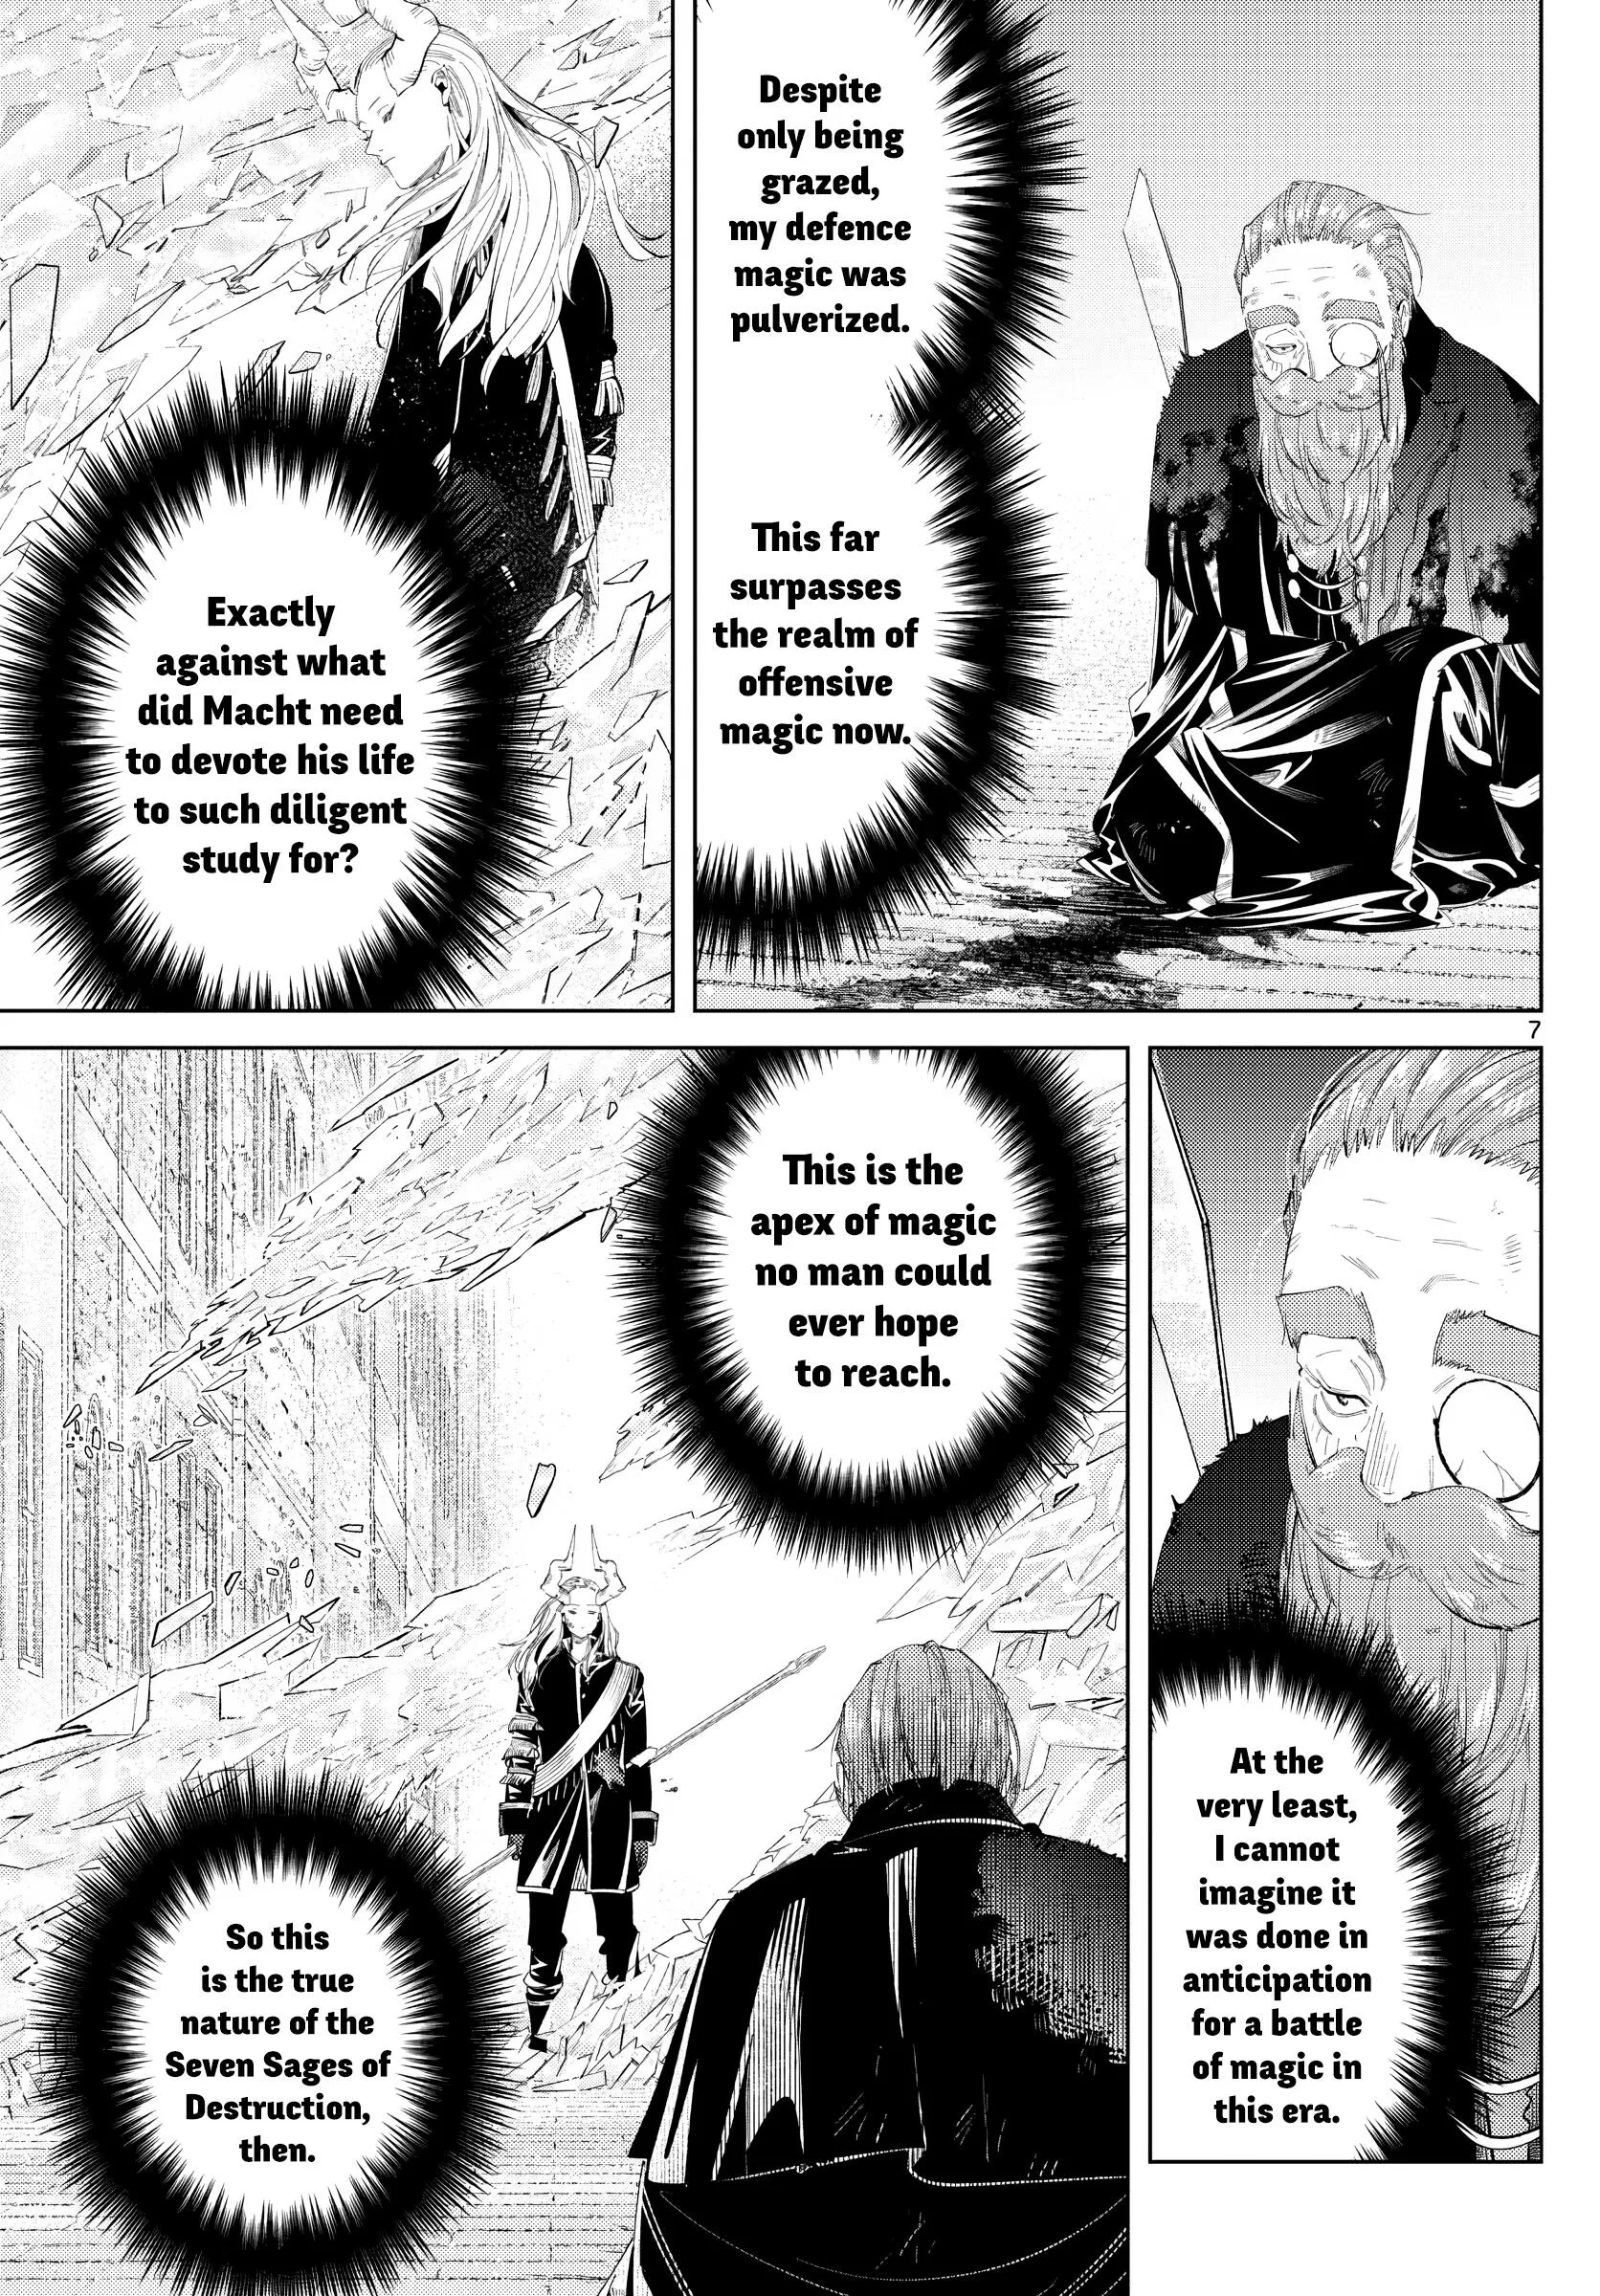 Despite
only being
grazed,
my defence
magic was
pulverized.
This far
surpasses
the realm of
offensive
magic now.
Exactly
against what
did Macht need
to devote his life
to such diligent
study for?
7
At the
very least,
I cannot
imagine it
was done in
anticipation
for a battle
of magic in
this era.
This is the
apex of magic
no man could
ever hope
to reach.
So this
is the true
nature of the
Seven Sages of
Destruction,
then.